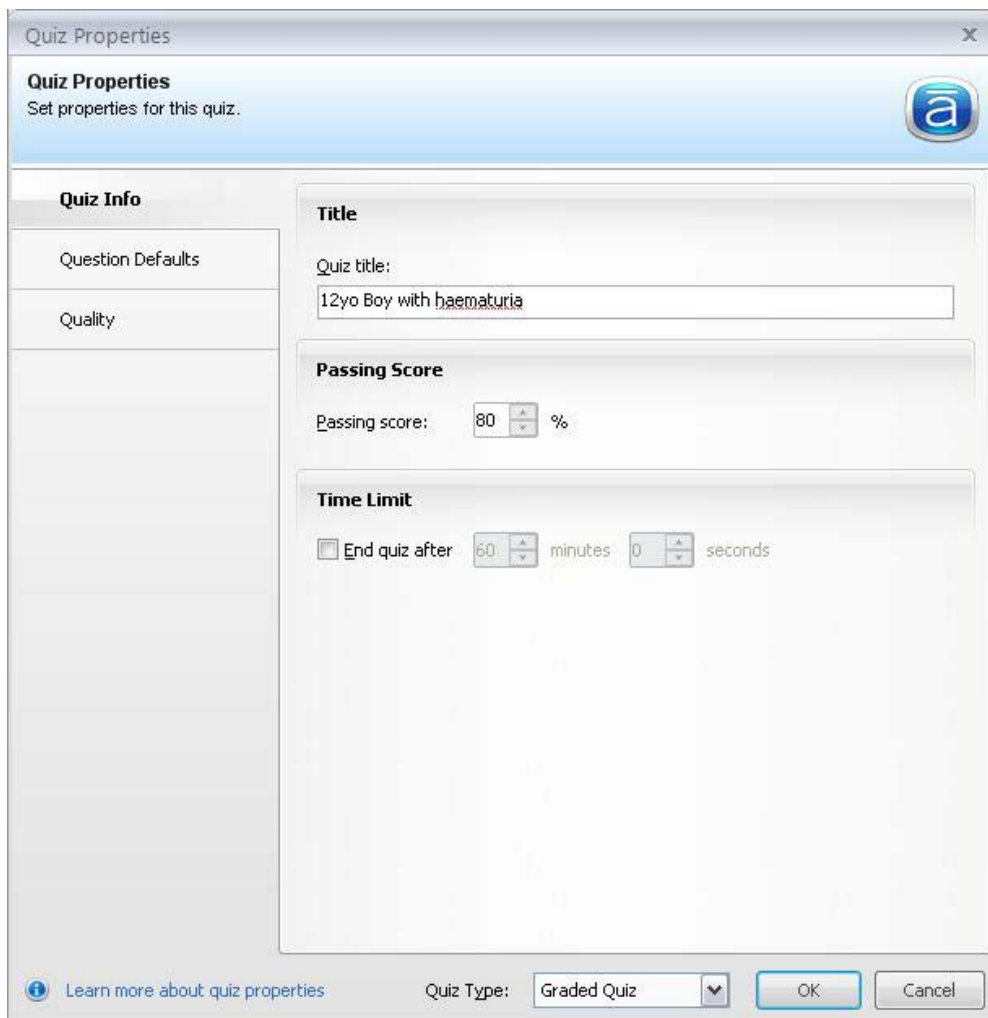 Quiz Properties
x
Quiz Properties
Set properties for this quiz.
ā
Quiz Info
Question Defaults
Quality
Title
Quiz title:
12yo Boy with haematuria
Passing Score
Passing score: 80 %
Time Limit
End quiz after 60 minutes 0 seconds
Learn more about quiz properties
Quiz Type: Graded Quiz OK Cancel